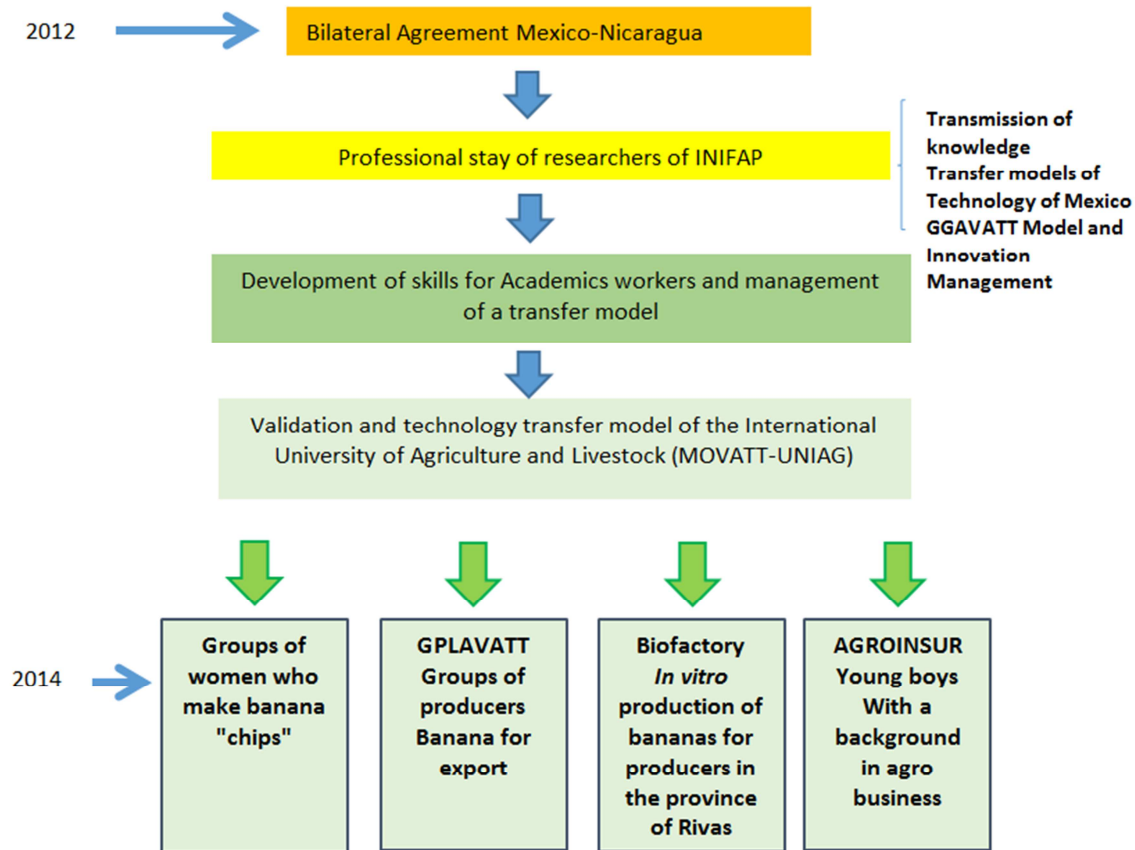 2012
Bilateral Agreement Mexico-Nicaragua
Professional stay of researchers of INIFAP
Transmission of
knowledge
Transfer models of
Technology of Mexico
GGAVATT Model and
Innovation
Management
Development of skills for Academics workers and management
of a transfer model
Validation and technology transfer model of the International
University of Agriculture and Livestock (MOVATT-UNIAG)
2014
Groups of
women who
make banana
"chips"
GPLAVATT
Groups of
producers
Banana for
export
Biofactory
In vitro
production of
bananas for
producers in
the province
of Rivas
AGROINSUR
Young boys
With a
background
in agro
business